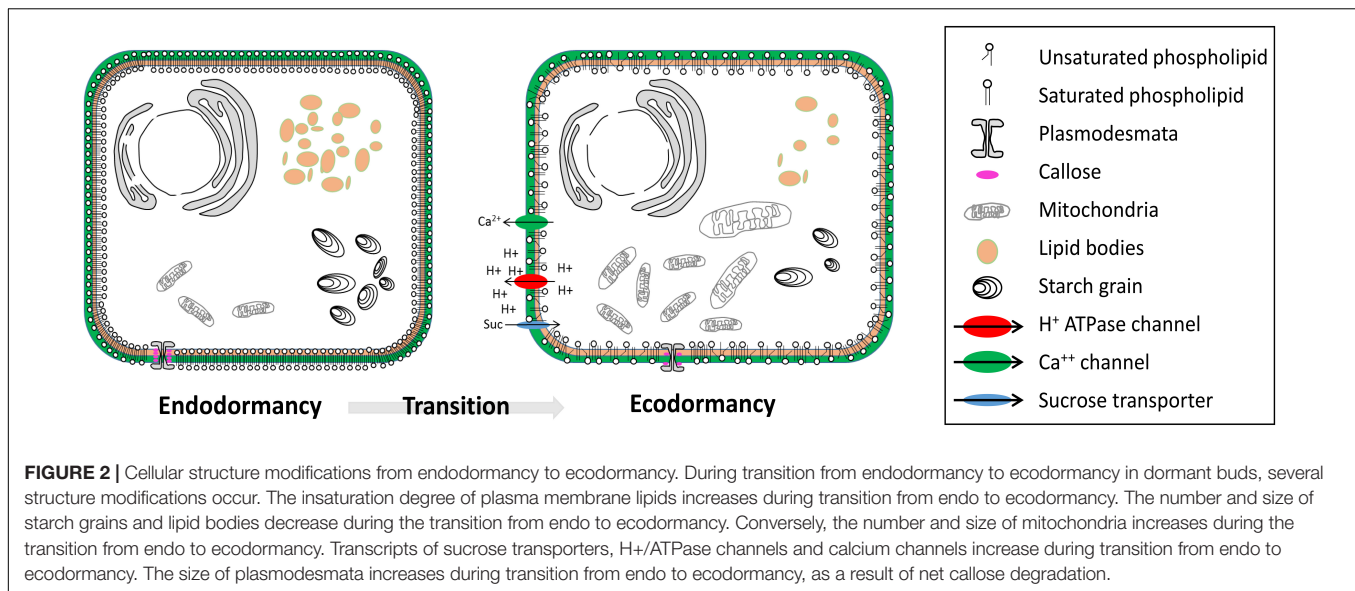 Unsaturated phospholipid
Saturated phospholipid
Plasmodesmata
Callose
Mitochondria
Lipid bodies
Starch grain
H⁺ ATPase channel
Ca⁺⁺ channel
Sucrose transporter
Ca²⁺
H⁺
H⁺ H⁺
H⁺
H⁺
H⁺
H⁺
H⁺
Suc
Endodormancy Transition Ecodormancy
FIGURE 2 | Cellular structure modifications from endodormancy to ecodormancy. During transition from endodormancy to ecodormancy in dormant buds, several
structure modifications occur. The insaturation degree of plasma membrane lipids increases during transition from endo to ecodormancy. The number and size of
starch grains and lipid bodies decrease during the transition from endo to ecodormancy. Conversely, the number and size of mitochondria increases during the
transition from endo to ecodormancy. Transcripts of sucrose transporters, H+/ATPase channels and calcium channels increase during transition from endo to
ecodormancy. The size of plasmodesmata increases during transition from endo to ecodormancy, as a result of net callose degradation.